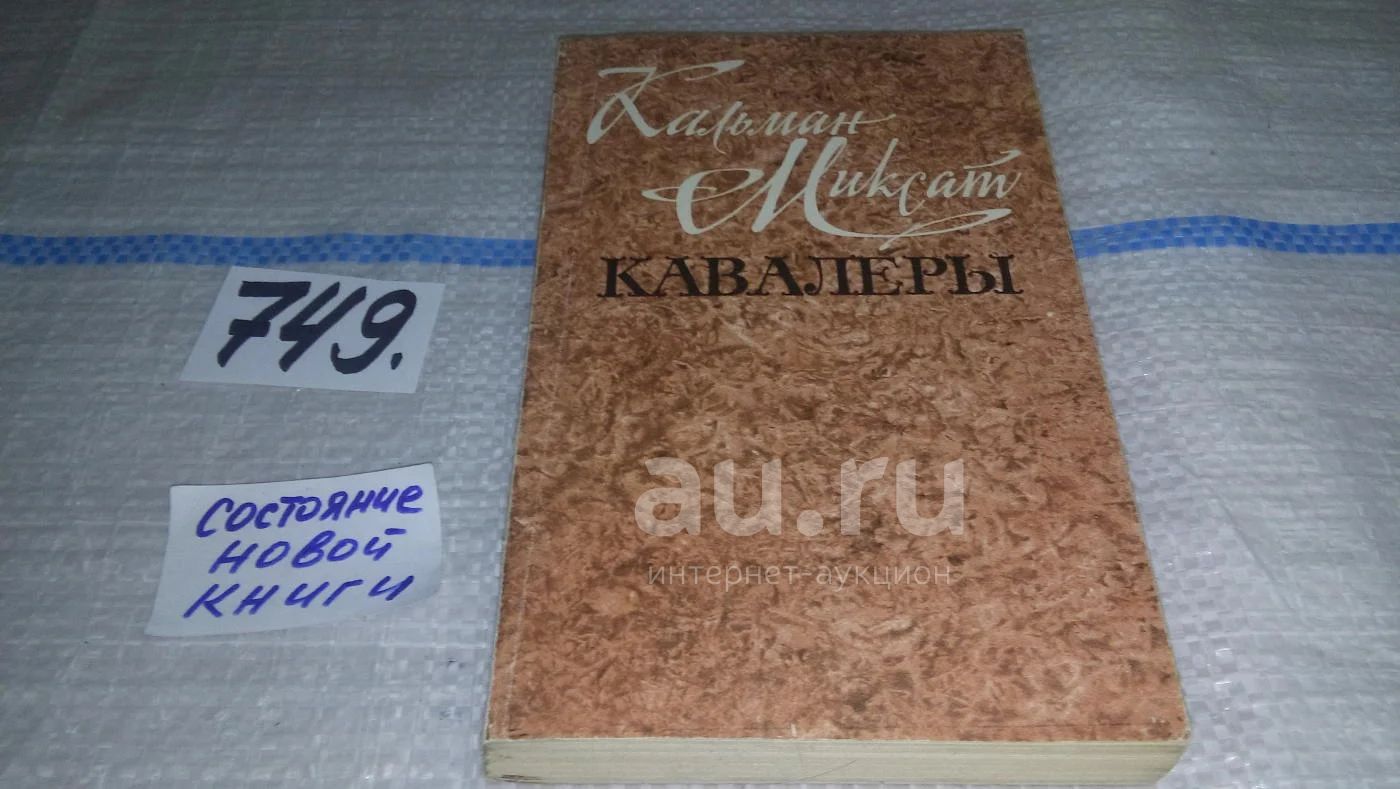 Кальман
Миксат
КАВАЛЕРЫ
749.
состояние
новой
книги
au.ru
интернет-аукцион